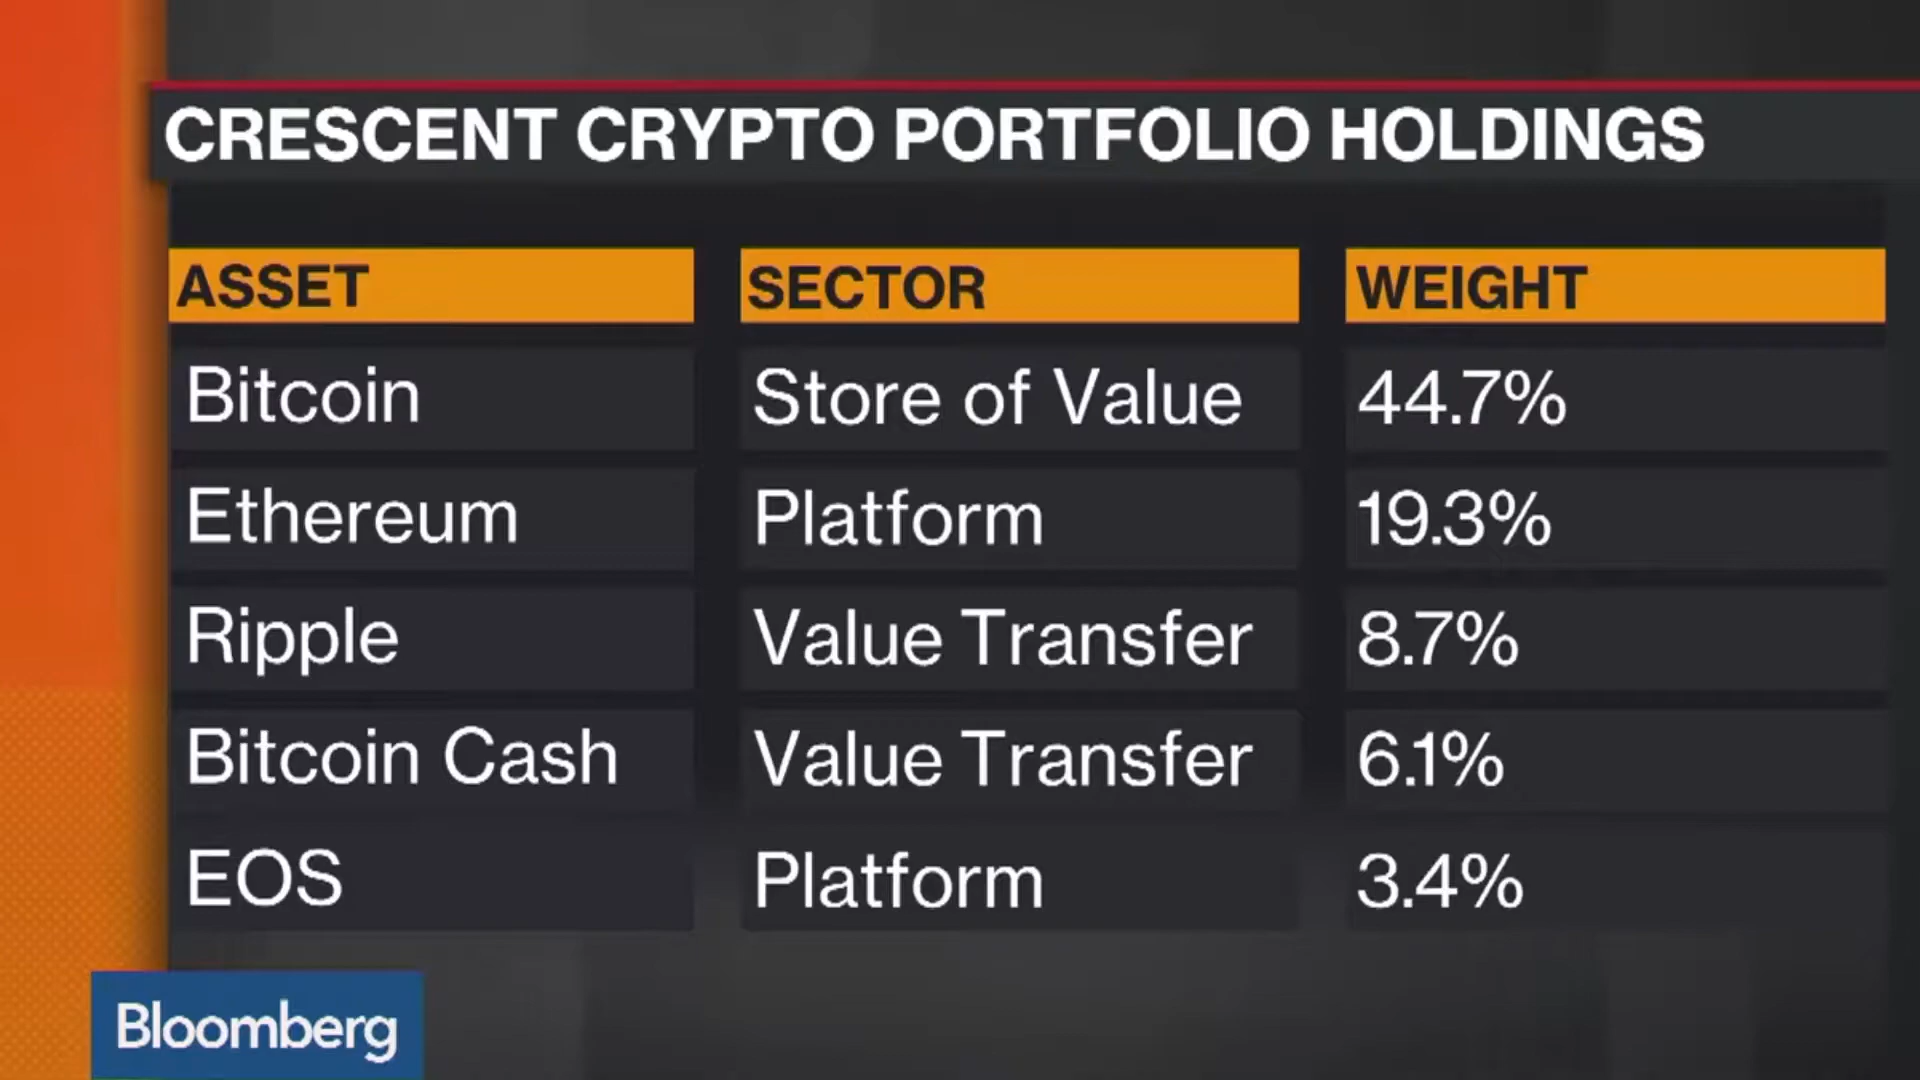 CRESCENT CRYPTO PORTFOLIO HOLDINGS
ASSET SECTOR WEIGHT
Bitcoin Store of Value 44.7%
Ethereum Platform 19.3%
Ripple Value Transfer 8.7%
Bitcoin Cash Value Transfer 6.1%
EOS Platform 3.4%
Bloomberg